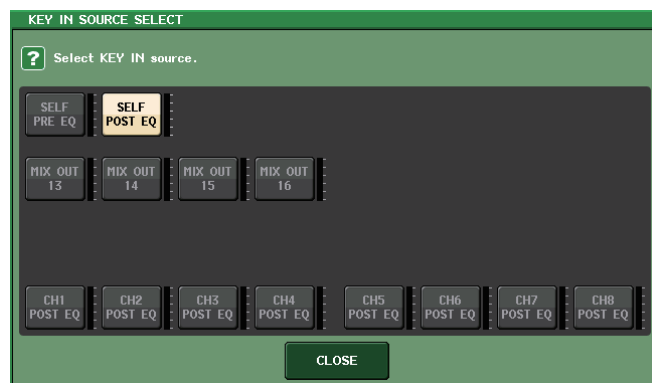 KEY IN SOURCE SELECT
? Select KEY IN source.
SELF
PRE EQ
SELF
POST EQ
MIX OUT
13
MIX OUT
14
MIX OUT
15
MIX OUT
16
CH1
POST EQ
CH2
POST EQ
CH3
POST EQ
CH4
POST EQ
CH5
POST EQ
CH6
POST EQ
CH7
POST EQ
CH8
POST EQ
CLOSE